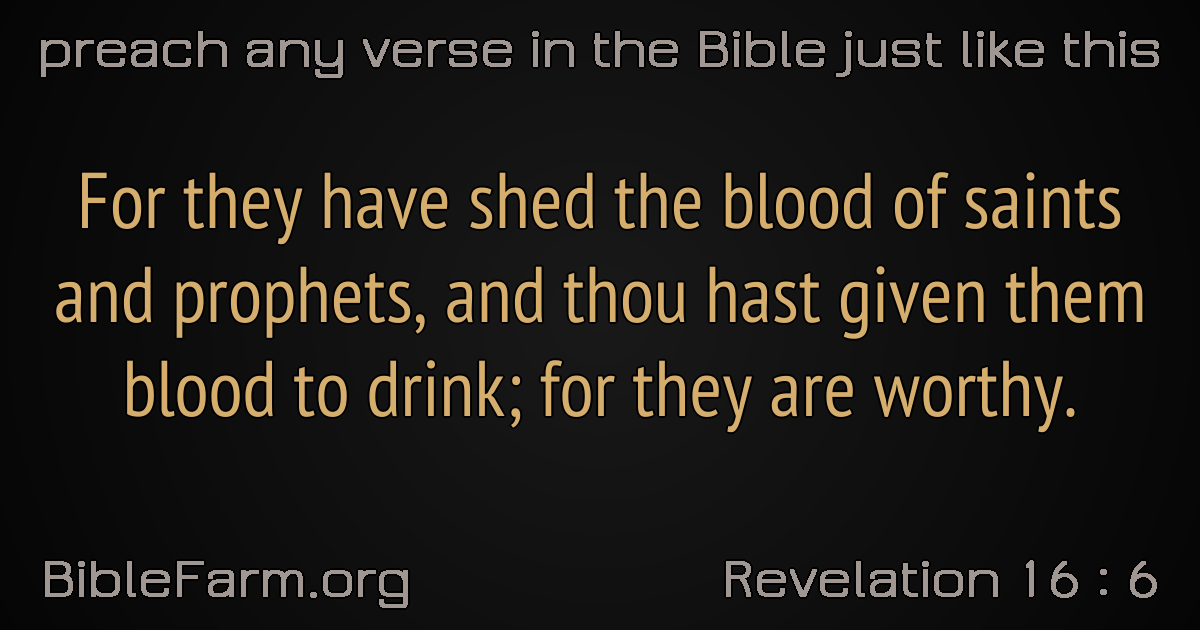 preach any verse in the Bible just like this
For they have shed the blood of saints
and prophets, and thou hast given them
blood to drink; for they are worthy.
BibleFarm.org
Revelation 16 : 6